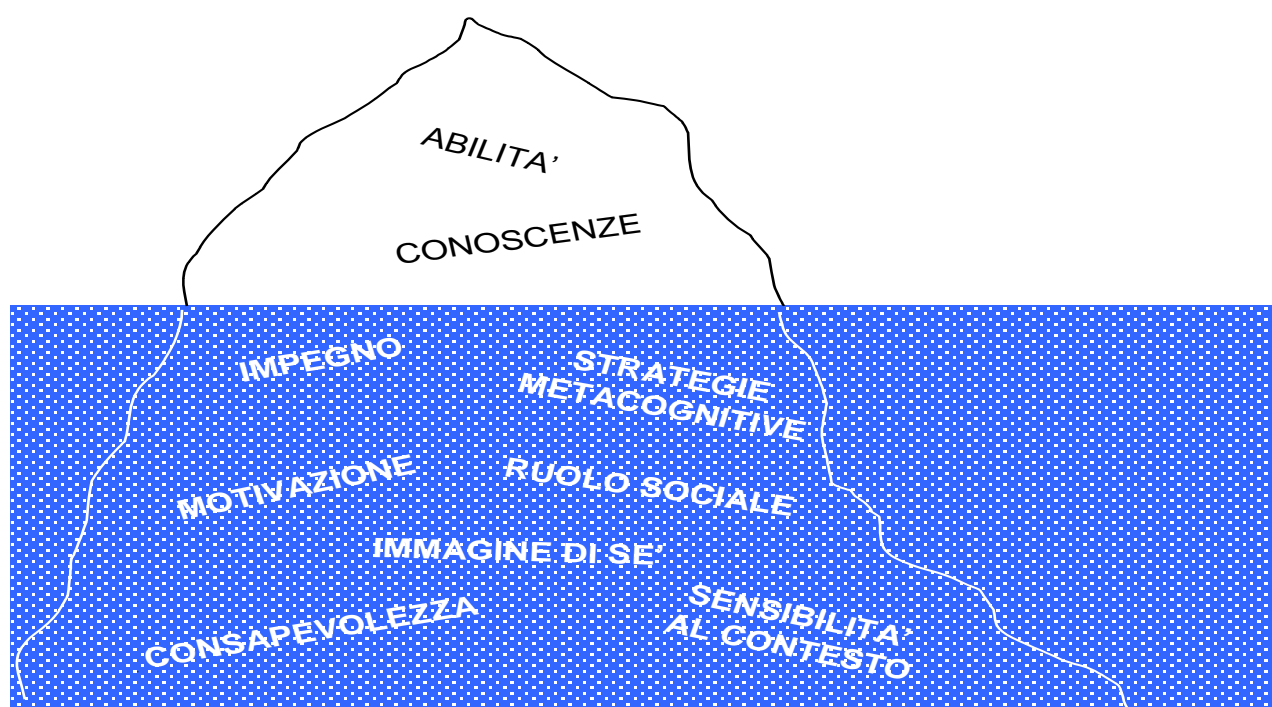 ABILITA’
CONOSCENZE
IMPEGNO
STRATEGIE
METACOGNITIVE
MOTIVAZIONE
RUOLO SOCIALE
IMMAGINE DI SE’
CONSAPEVOLEZZA
SENSIBILITA’
AL CONTESTO